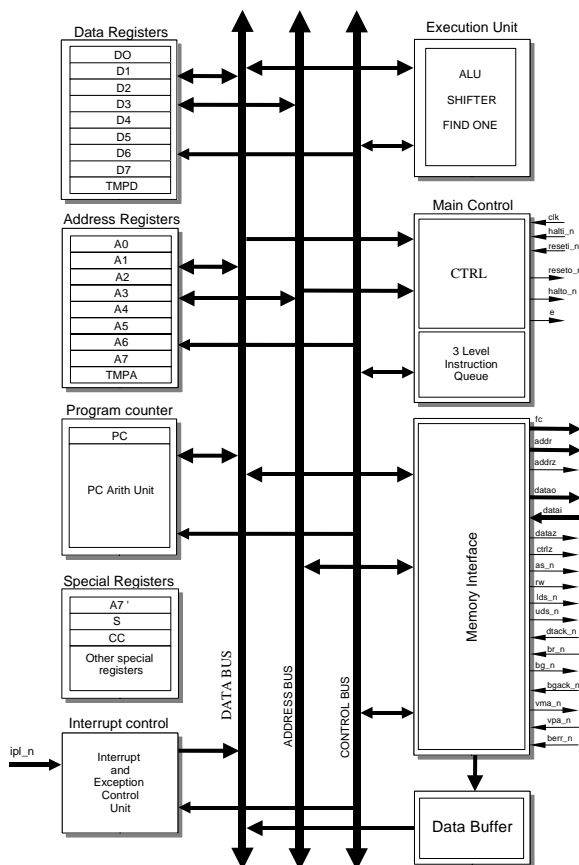 Data Registers
DO
D1
D2
D3
D4
D5
D6
D7
TMPD
Address Registers
A0
A1
A2
A3
A4
A5
A6
A7
TMPA
Program counter
PC
PC Arith Unit
Special Registers
A7 '
S
CC
Other special
registers
Interrupt control
ipl_n
Interrupt
and
Exception
Control
Unit
DATA BUS
ADDRESS BUS
CONTROL BUS
Execution Unit
ALU
SHIFTER
FIND ONE
Main Control
CTRL
3 Level
Instruction
Queue
clk
halti_n
reseti_n
reseto_n
halto_n
e
Memory Interface
fc
addr
addrz
datao
datai
dataz
ctrlz
as_n
rw
lds_n
uds_n
dtack_n
br_n
bg_n
bgack_n
vma_n
vpa_n
berr_n
Data Buffer